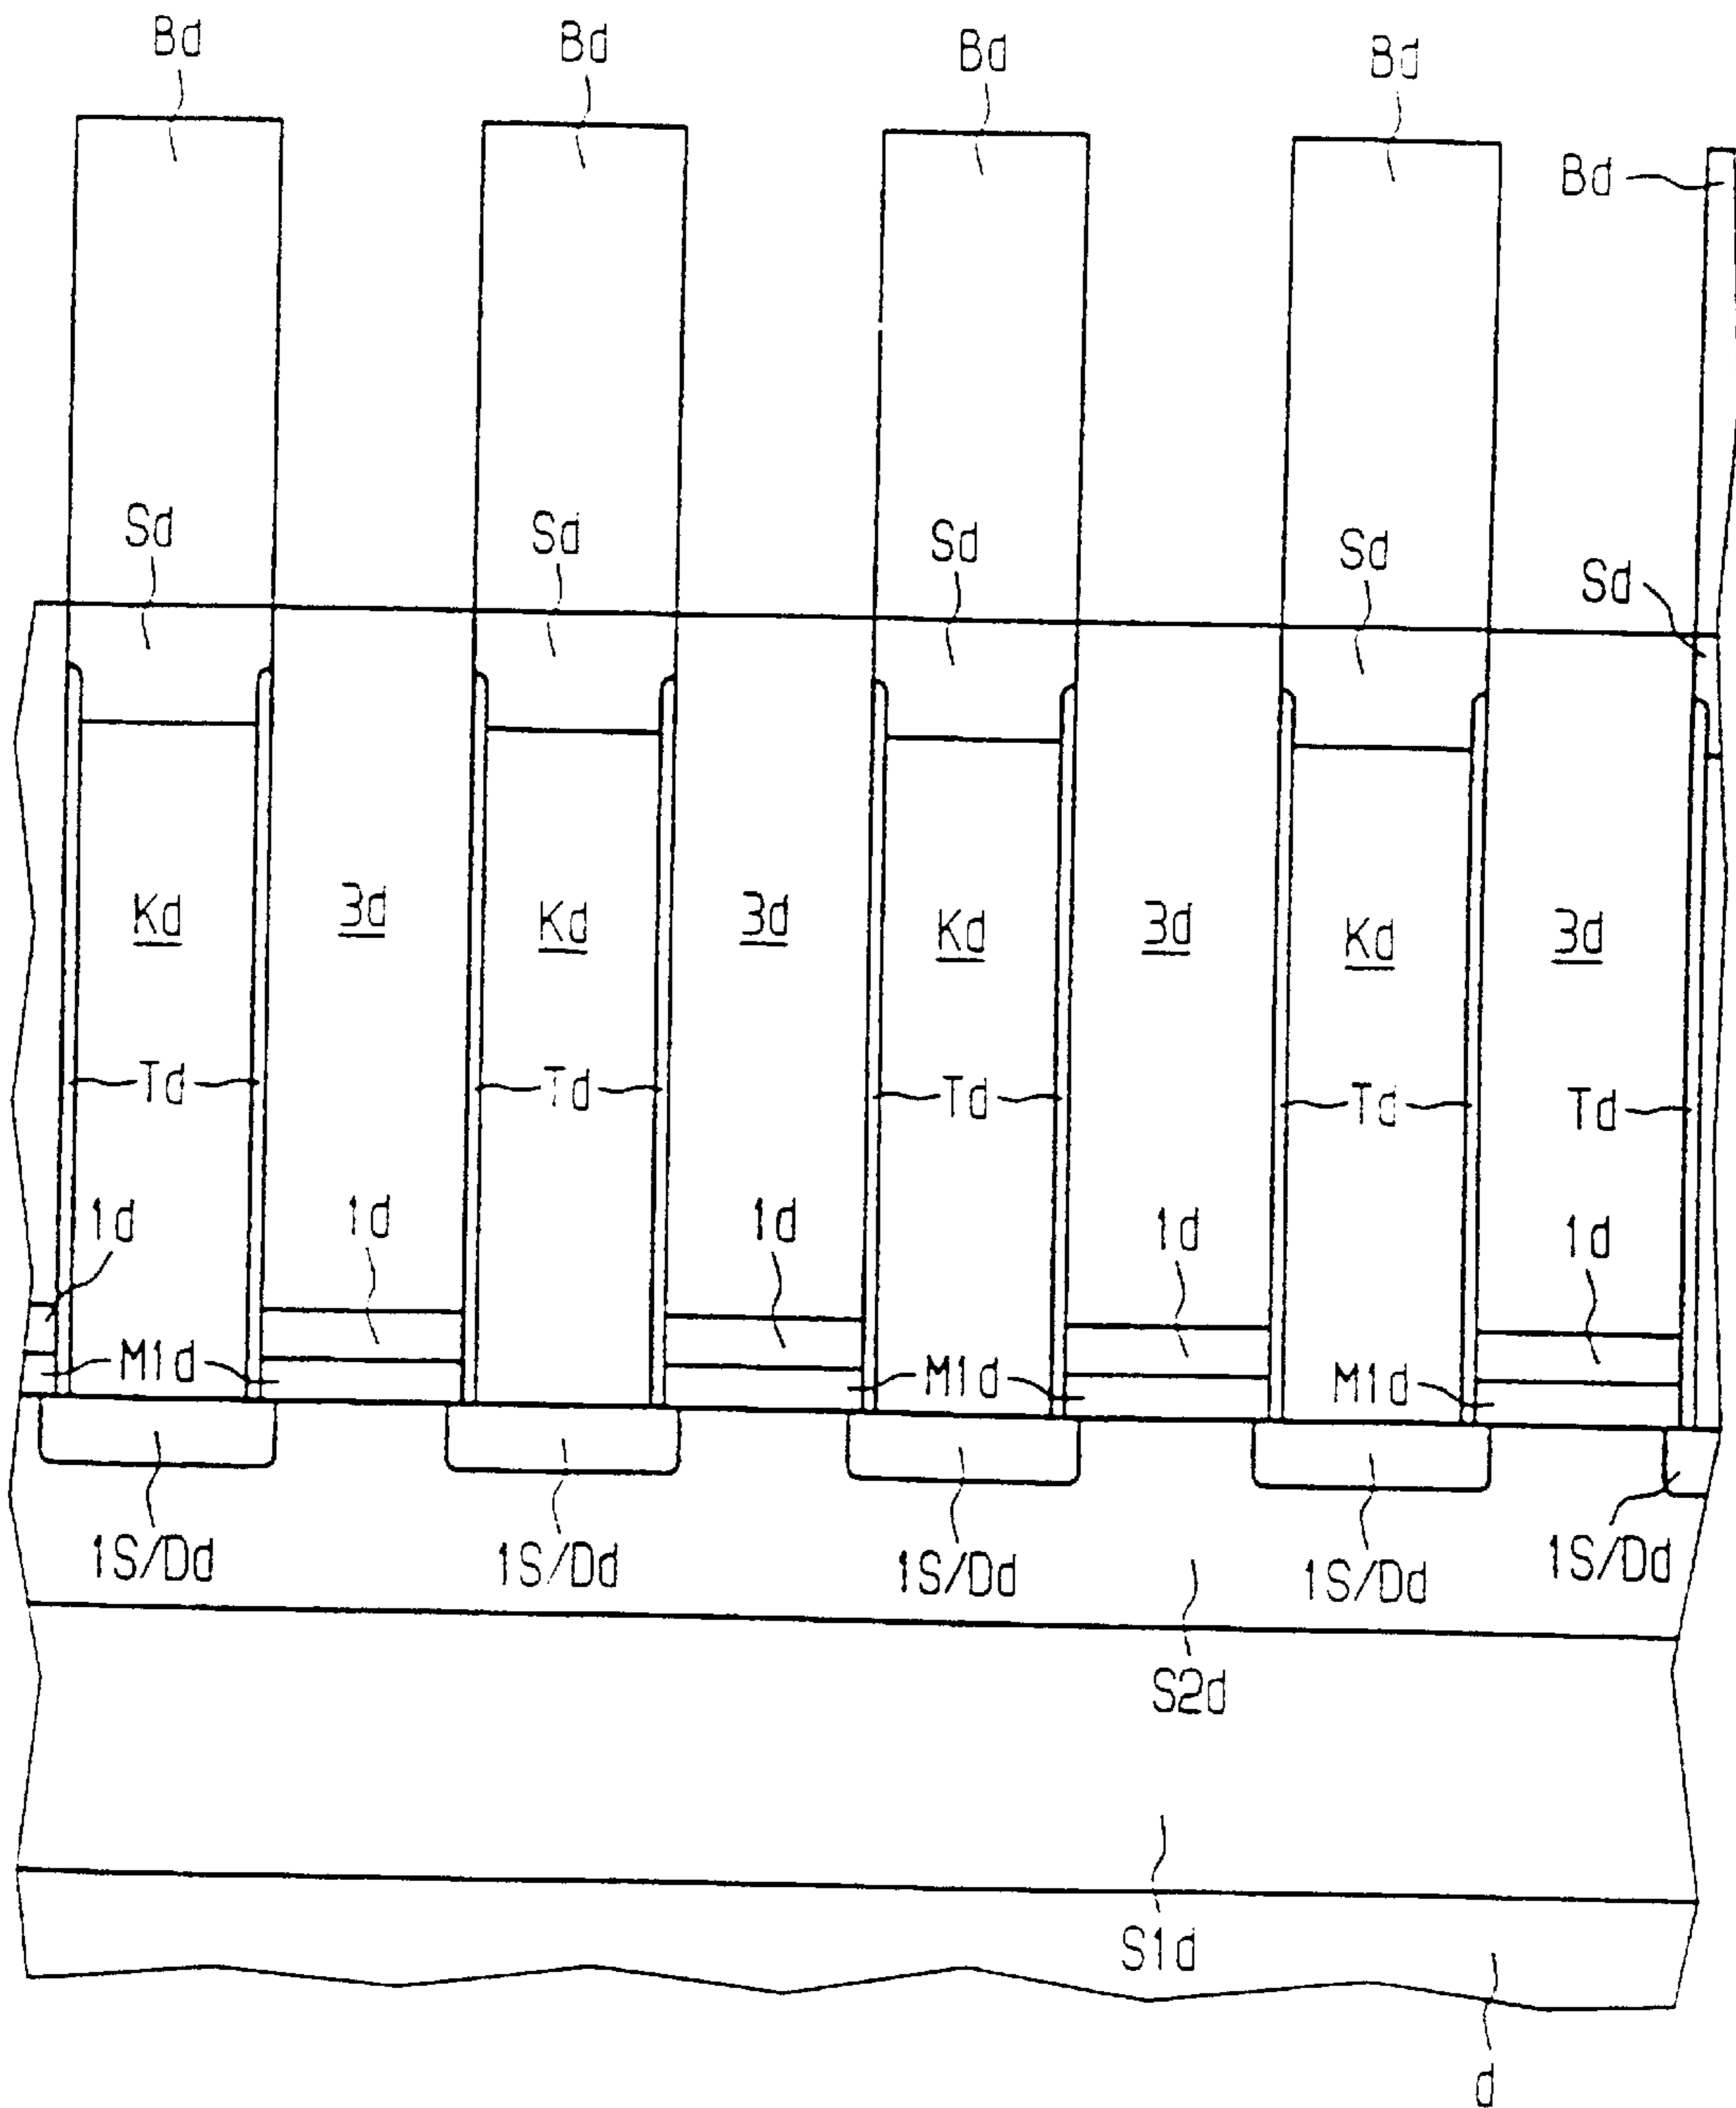 Bd Bd Bd Bd
Bd
Sd Sd Sd Sd
Sd
Kd 3d Kd 3d Kd 3d Kd 3d
Td Td Td Td Td
1d 1d 1d 1d 1d
M1d M1d M1d
1S/Dd 1S/Dd 1S/Dd 1S/Dd 1S/Dd
S2d
S1d
d